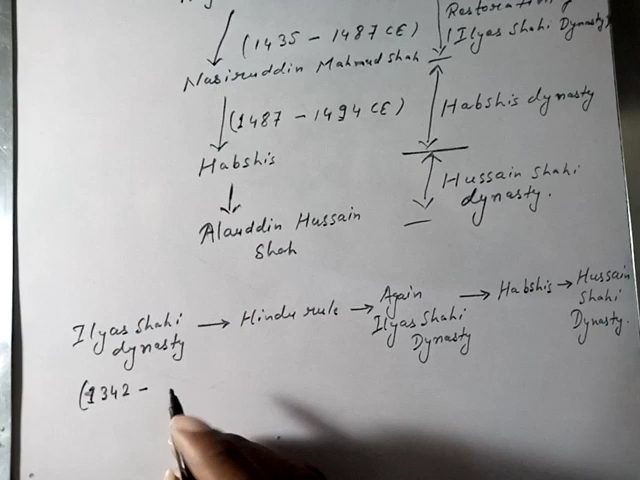 Restoration
(1435 - 1487 CE)
(Ilyas Shahi Dynasty)
Nasiruddin Mahmud Shah
(1487 - 1494 CE)
Habshis dynasty
Habshis
Hussain Shahi
dynasty.
Alauddin Hussain
Shah
Ilyas Shahi
dynasty
Hindu rule
Again
Ilyas Shahi
Dynasty
Habshis
Hussain
Shahi
Dynasty.
(1342 -